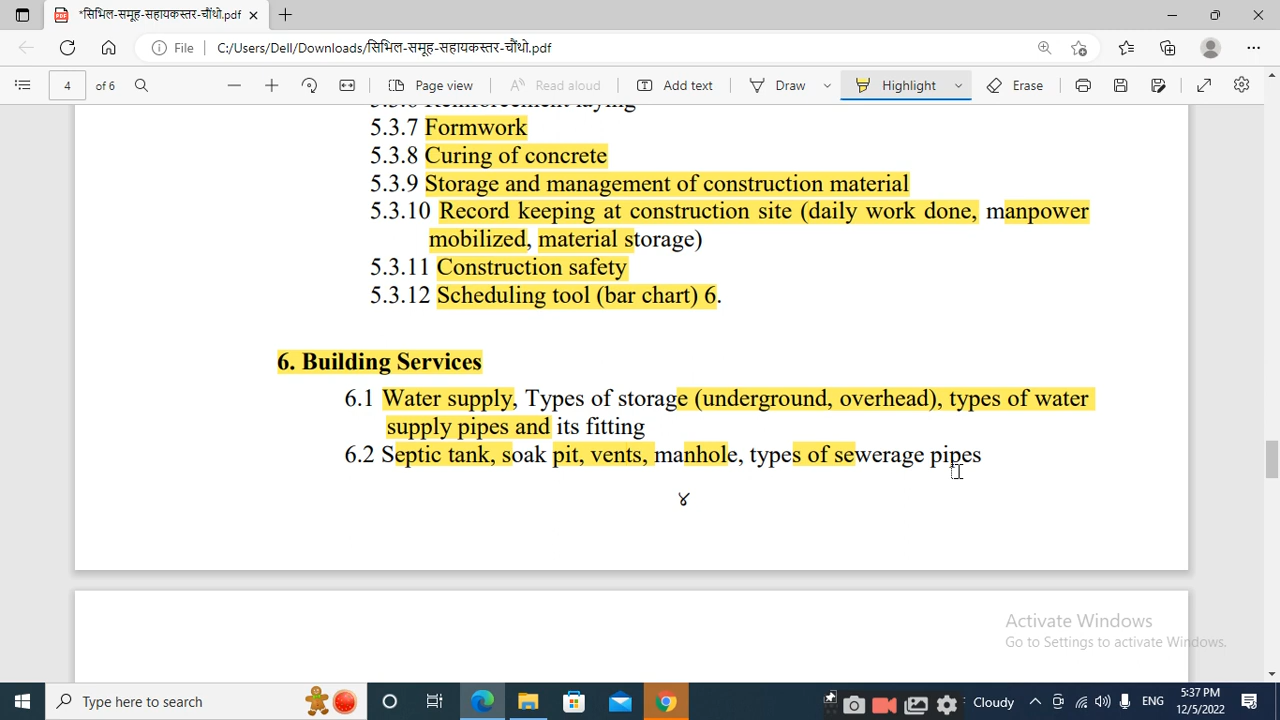 *सिभिल-समूह-सहायकस्तर-चौंथो.pdf
File C:/Users/Dell/Downloads/सिभिल-समूह-सहायकस्तर-चौंथो.pdf
4 of 6 Page view Read aloud Add text Draw Highlight Erase
5.3.6 Reinforcement laying
5.3.7 Formwork
5.3.8 Curing of concrete
5.3.9 Storage and management of construction material
5.3.10 Record keeping at construction site (daily work done, manpower
mobilized, material storage)
5.3.11 Construction safety
5.3.12 Scheduling tool (bar chart) 6.
6. Building Services
6.1 Water supply, Types of storage (underground, overhead), types of water
supply pipes and its fitting
6.2 Septic tank, soak pit, vents, manhole, types of sewerage pipes
४
Activate Windows
Go to Settings to activate Windows.
Type here to search
Cloudy ENG 5:37 PM
12/5/2022